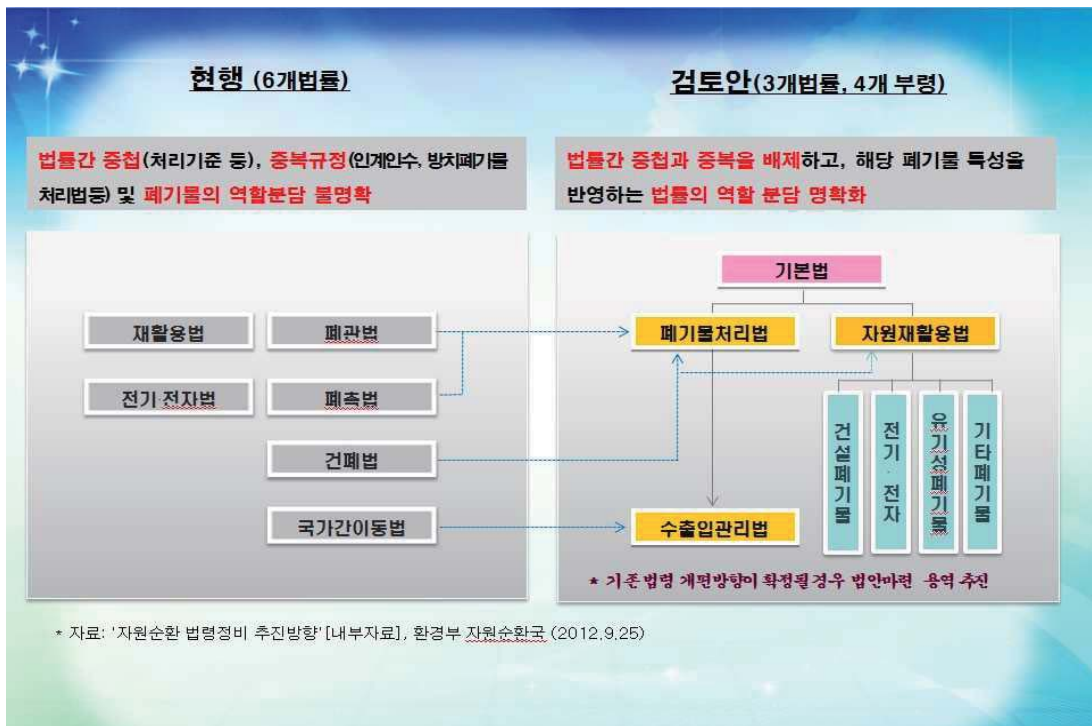 현행 (6개법률)
법률간 중첩(처리기준 등), 중복규정(인계인수, 방치폐기물
처리법등) 및 폐기물의 역할분담 불명확
재활용법
폐관법
전기·전자법
폐촉법
건폐법
국가간이동법
검토안(3개법률, 4개 부령)
법률간 중첩과 중복을 배제하고, 해당 폐기물 특성을
반영하는 법률의 역할 분담 명확화
기본법
폐기물처리법
자원재활용법
건설폐기물
전기·전자
유기성폐기물
기타폐기물
수출입관리법
* 기존 법령 개편방향이 확정될경우 법안마련 용역 추진
* 자료: '자원순환 법령정비 추진방향' [내부자료], 환경부 자원순환국 (2012.9.25)